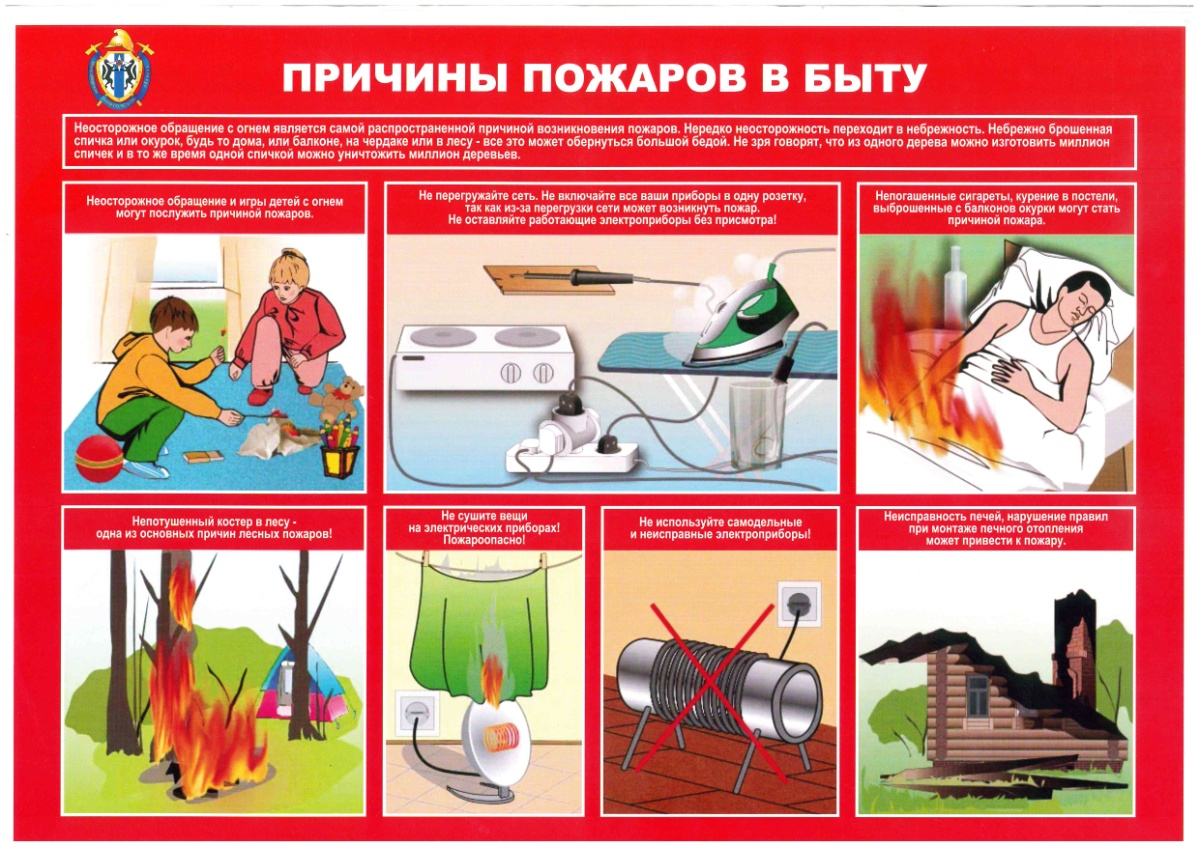 ПРИЧИНЫ ПОЖАРОВ В БЫТУ
Неосторожное обращение с огнем является самой распространенной причиной возникновения пожаров. Нередко неосторожность переходит в небрежность. Небрежно брошенная
спичка или окурок, будь то дома, или балконе, на чердаке или в лесу - все это может обернуться большой бедой. Не зря говорят, что из одного дерева можно изготовить миллион
спичек и в то же время одной спичкой можно уничтожить миллион деревьев.
Неосторожное обращение и игры детей с огнем
могут послужить причиной пожаров.
Не перегружайте сеть. Не включайте все ваши приборы в одну розетку,
так как из-за перегрузки сети может возникнуть пожар.
Не оставляйте работающие электроприборы без присмотра!
Непогашенные сигареты, курение в постели,
выброшенные с балконов окурки могут стать
причиной пожара.
Непотушенный костер в лесу -
одна из основных причин лесных пожаров!
Не сушите вещи
на электрических приборах!
Пожароопасно!
Не используйте самодельные
и неисправные электроприборы!
Неисправность печей, нарушение правил
при монтаже печного отопления
может привести к пожару.